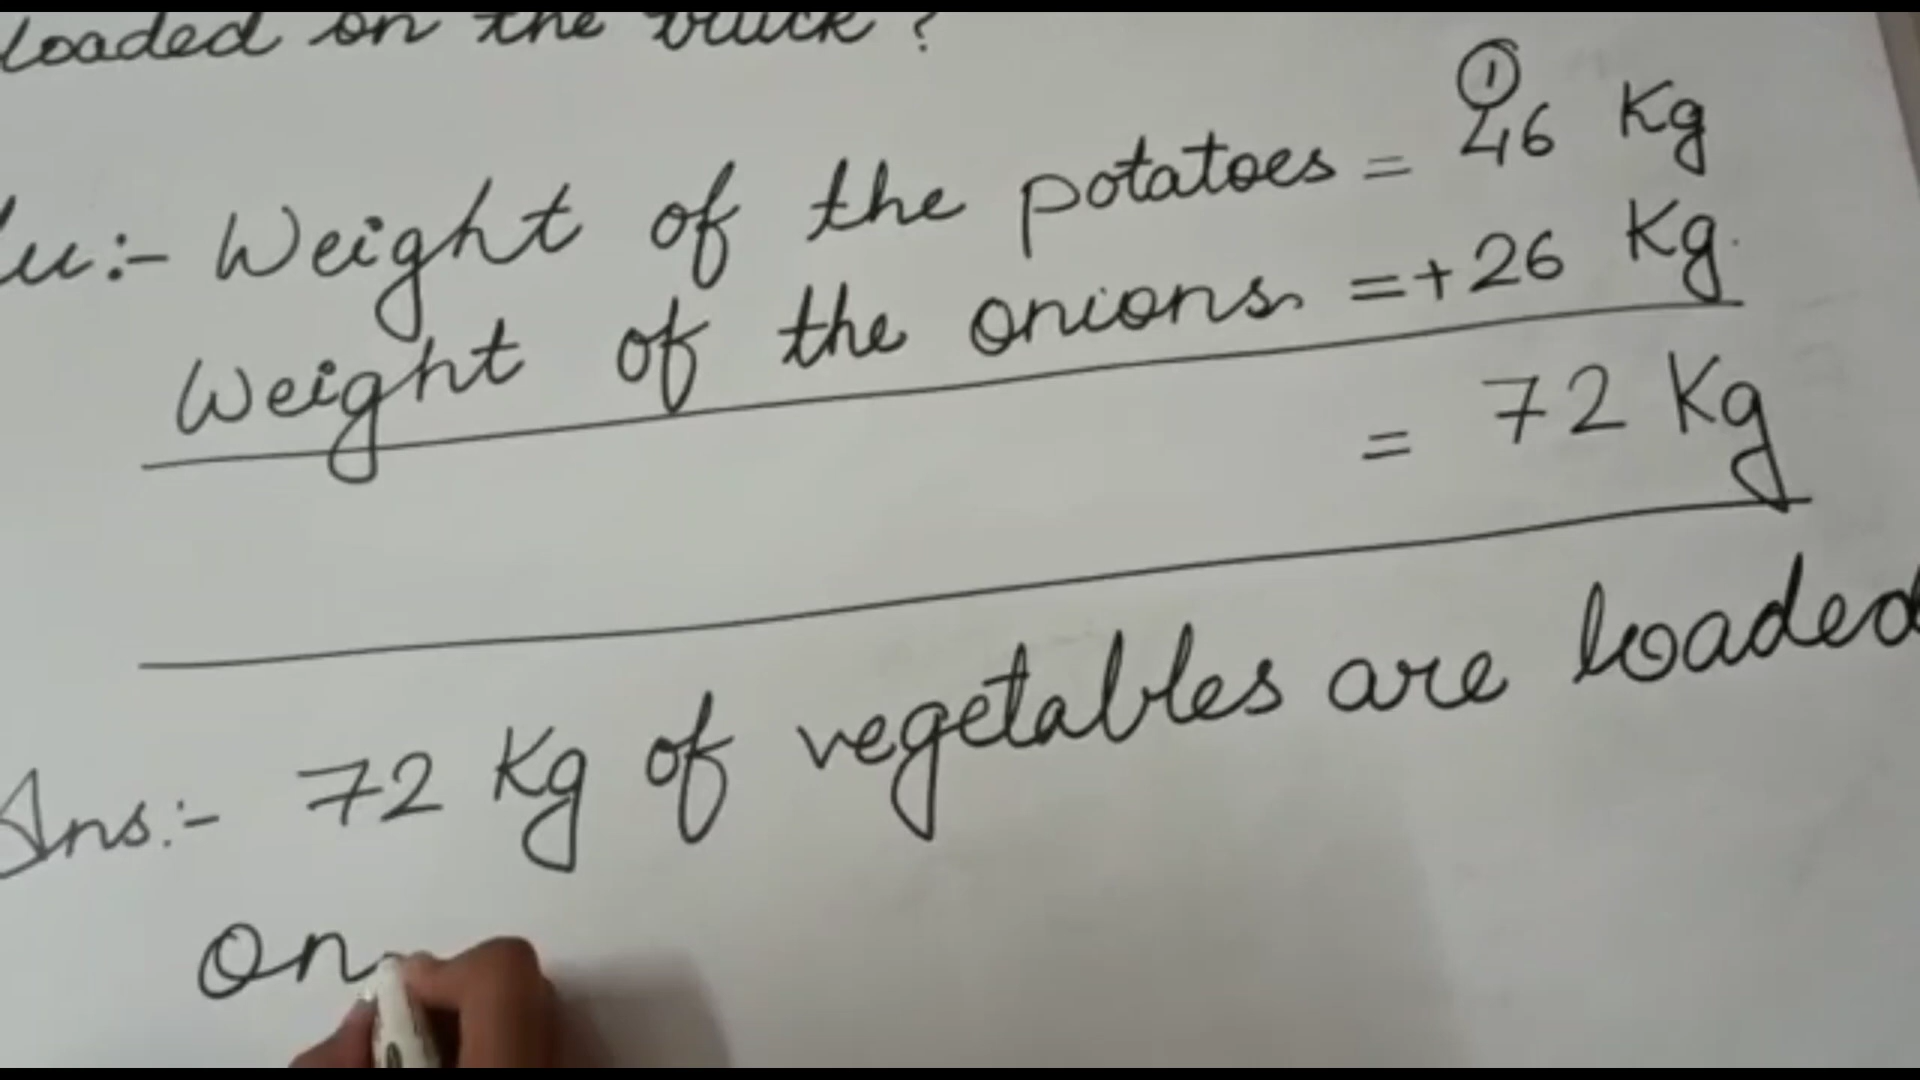 loaded on the truck?
①
Weight of the potatoes = 46 Kg
Weight of the onions. =+ 26 Kg.
= 72 Kg
Ans:- 72 Kg of vegetables are loaded
on